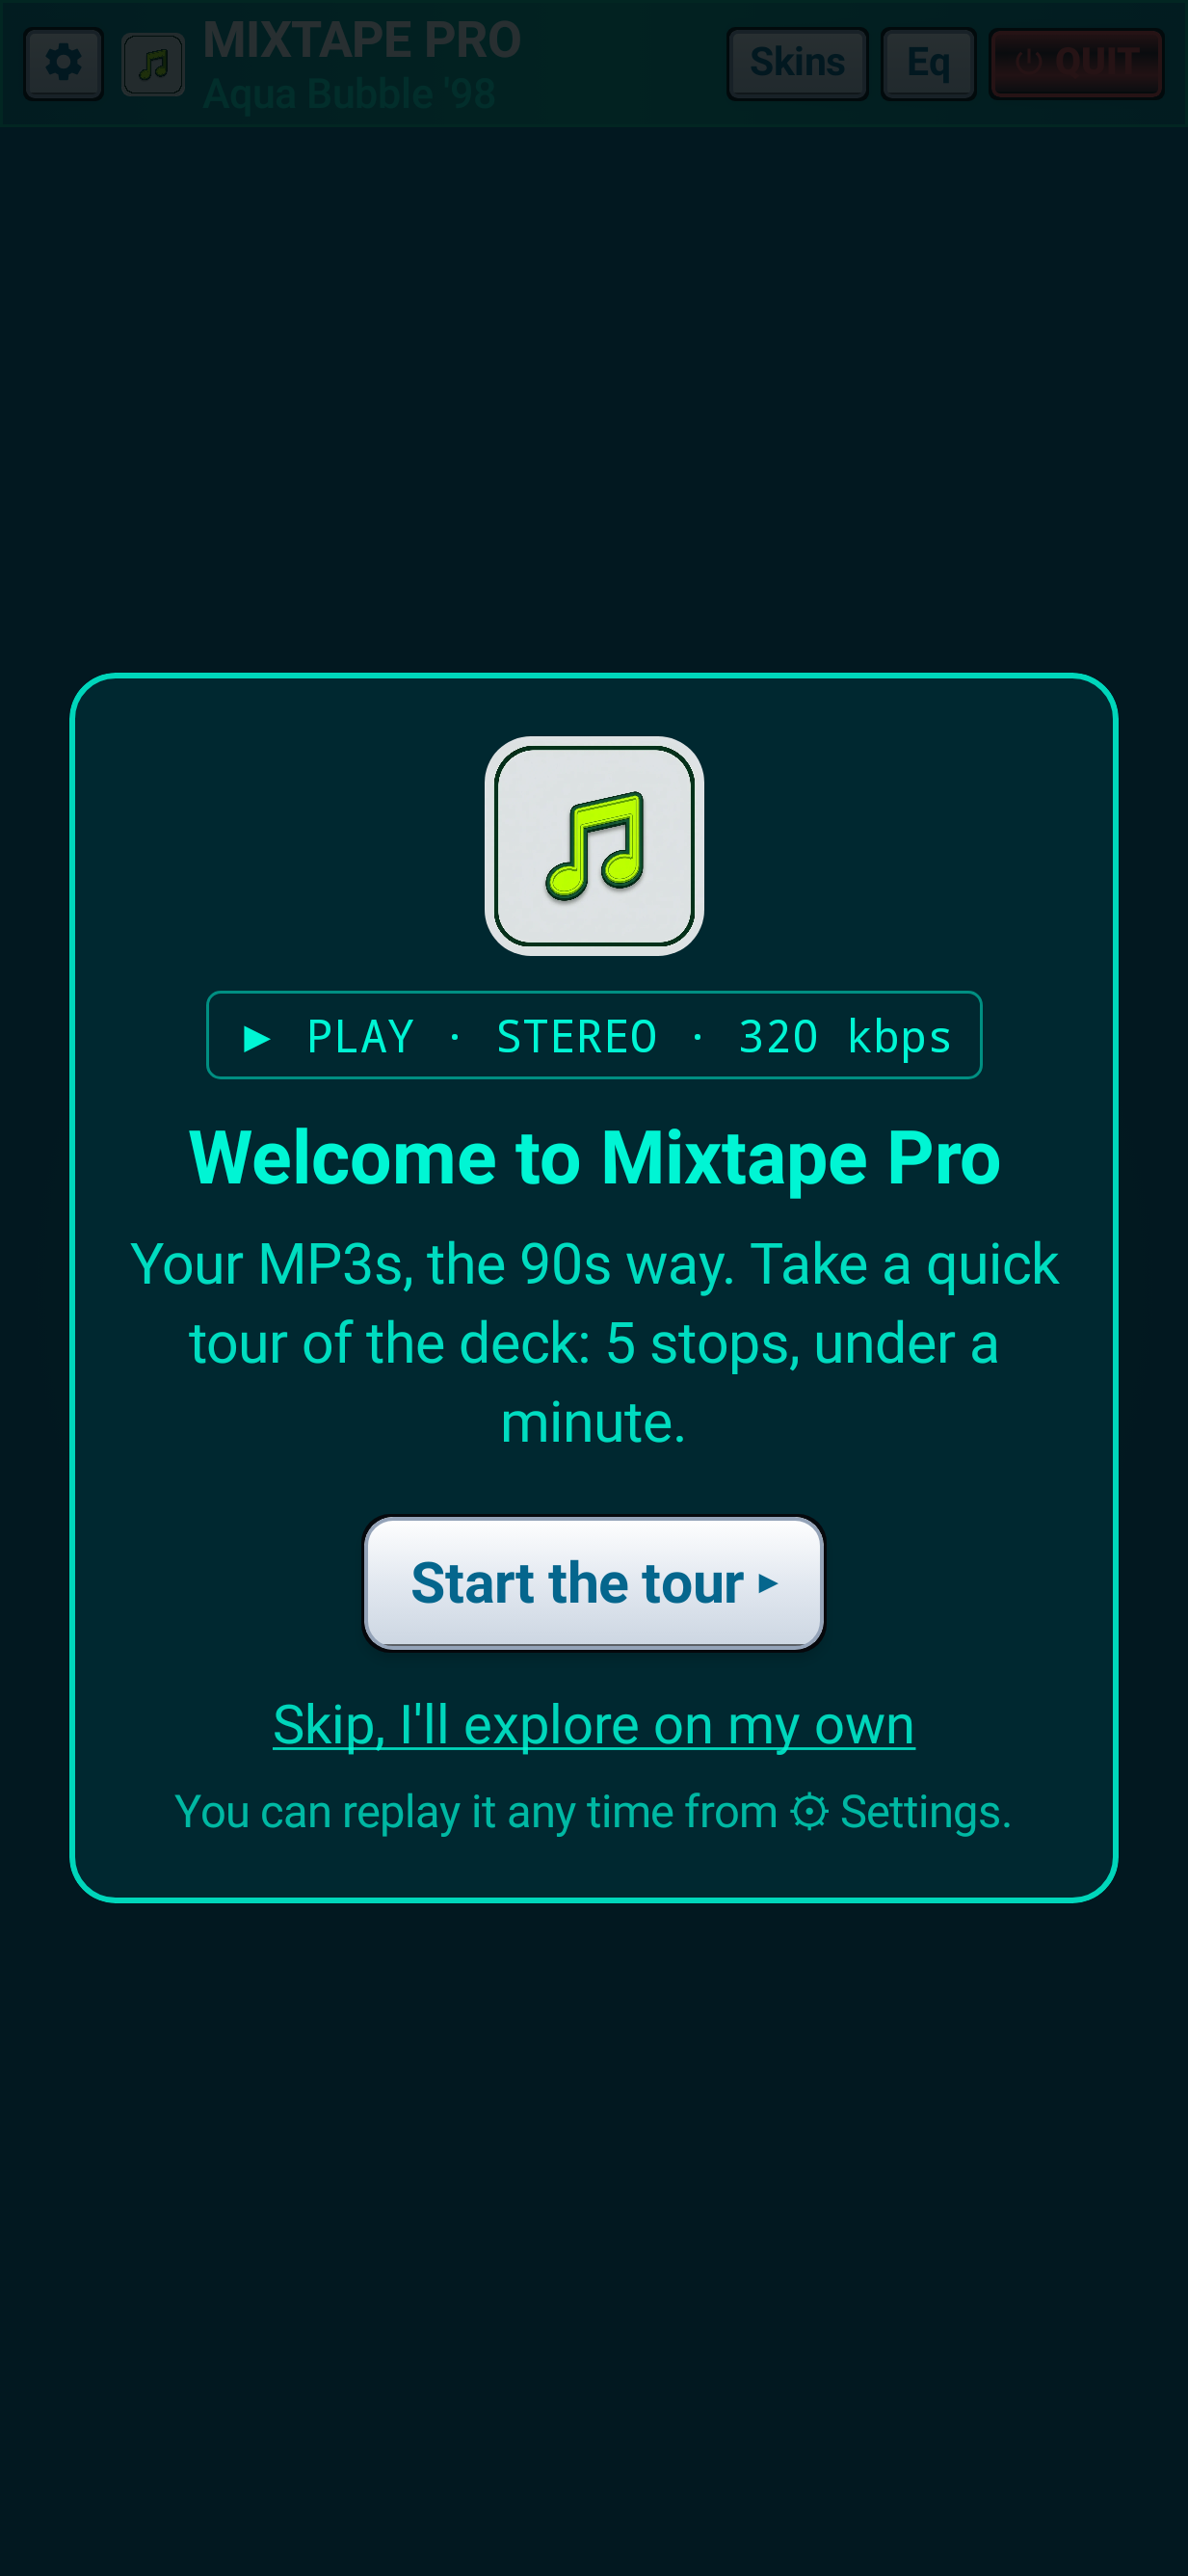 MIXTAPE PRO
Aqua Bubble '98
Skins
Eq
⏻ QUIT
▶ PLAY · STEREO · 320 kbps
Welcome to Mixtape Pro
Your MP3s, the 90s way. Take a quick
tour of the deck: 5 stops, under a
minute.
Start the tour ▸
Skip, I'll explore on my own
You can replay it any time from ⚙ Settings.